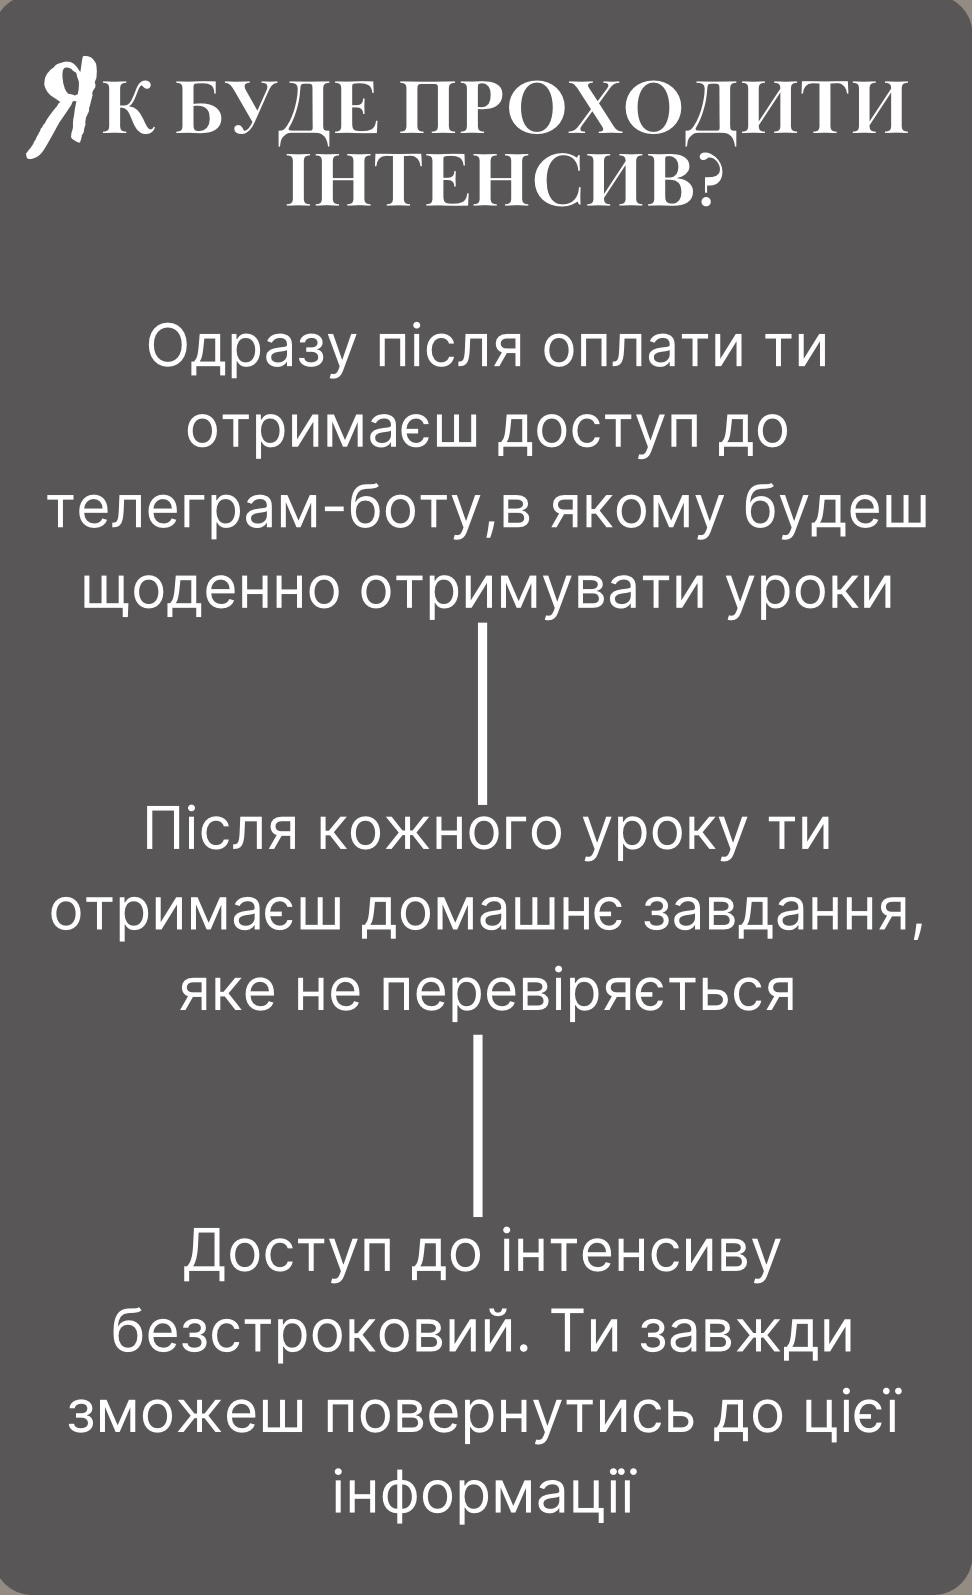 ЯК БУДЕ ПРОХОДИТИ
ІНТЕНСИВ?
Одразу після оплати ти
отримаєш доступ до
телеграм-боту,в якому будеш
щоденно отримувати уроки
Після кожного уроку ти
отримаєш домашнє завдання,
яке не перевіряється
Доступ до інтенсиву
безстроковий. Ти завжди
зможеш повернутись до цієї
інформації